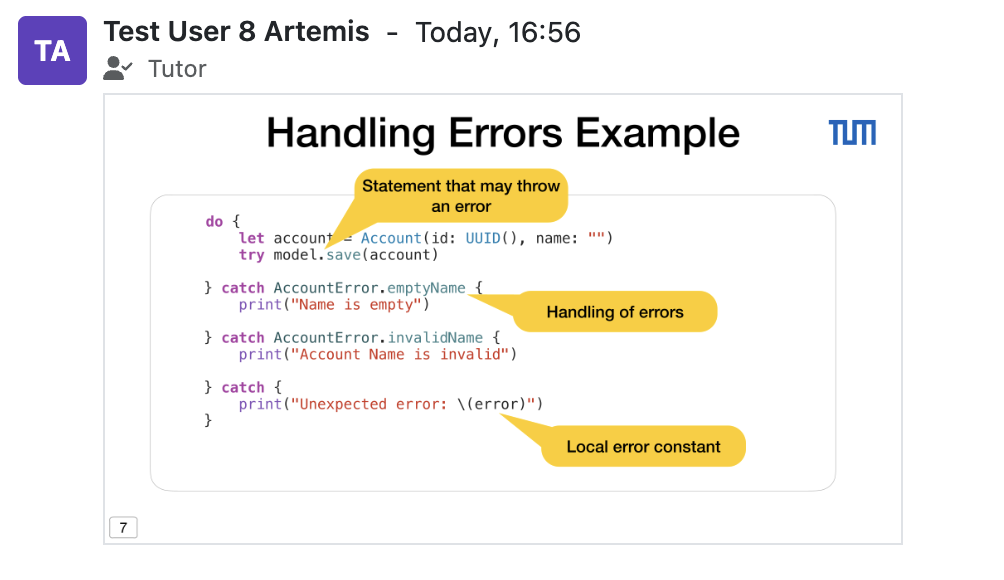 TA
Test User 8 Artemis - Today, 16:56
Tutor
Handling Errors Example
TUM
Statement that may throw
an error
do {
let account = Account(id: UUID(), name: "")
try model.save(account)
} catch AccountError.emptyName {
print("Name is empty")
Handling of errors
} catch AccountError.invalidName {
print("Account Name is invalid")
} catch {
print("Unexpected error: \(error)")
}
Local error constant
7